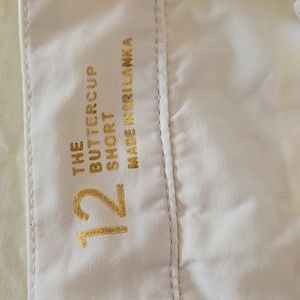 12
THE
BUTTERCUP
SHORT
MADE IN SRI LANKA